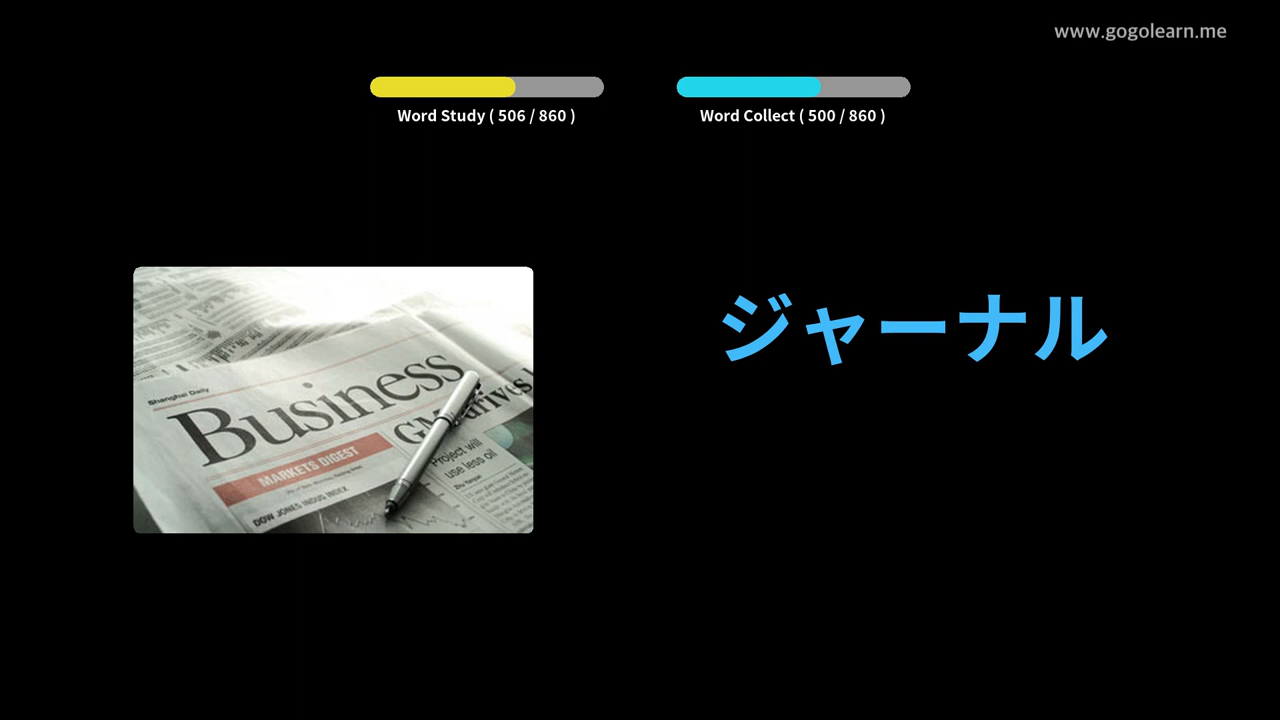 www.gogolearn.me
Word Study ( 506 / 860 )
Word Collect ( 500 / 860 )
ジャーナル
Shanghai Daily
Business
MARKETS DIGEST
DOW JONES INDUS INDEX
Project will
use less oil